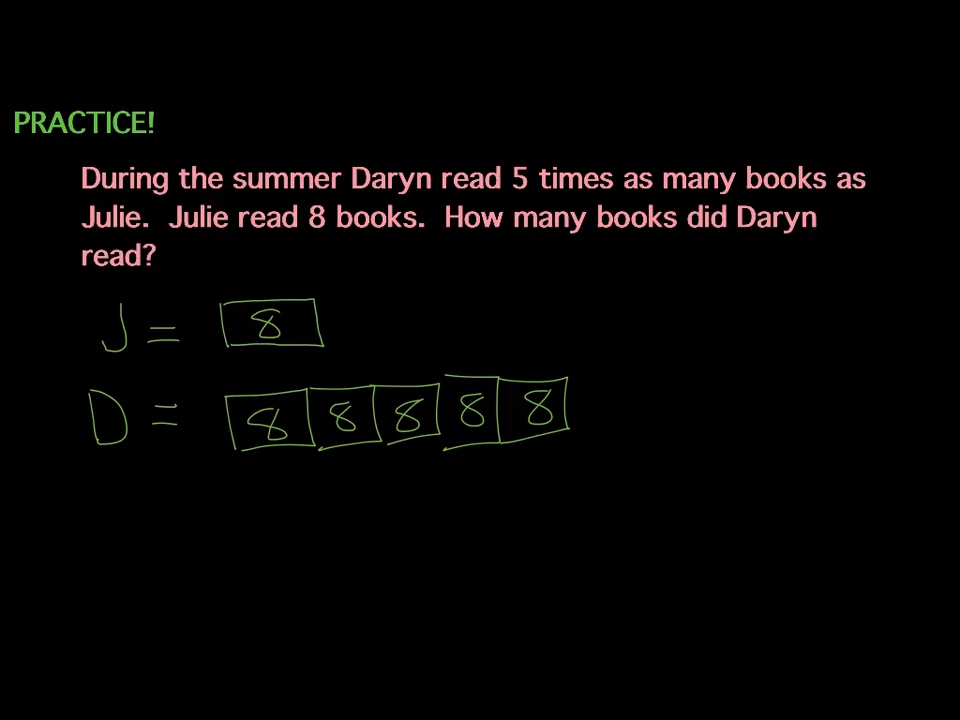 PRACTICE!
During the summer Daryn read 5 times as many books as
Julie.  Julie read 8 books.  How many books did Daryn
read?
J = 8
D = 8 8 8 8 8